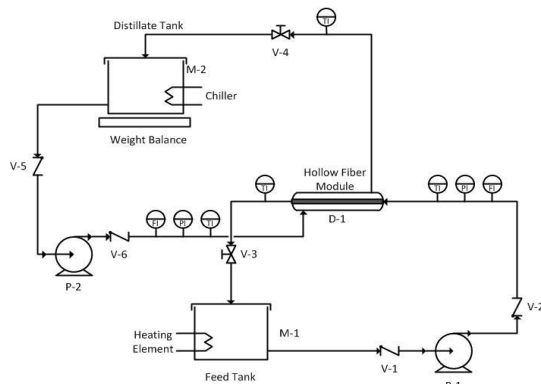 Distillate Tank
TI
V-4
M-2
Chiller
Weight Balance
V-5
Hollow Fiber
Module
TI
TI
PI
FI
D-1
FI
PI
TI
V-6
V-3
P-2
V-2
Heating
Element
M-1
Feed Tank
V-1
P-1